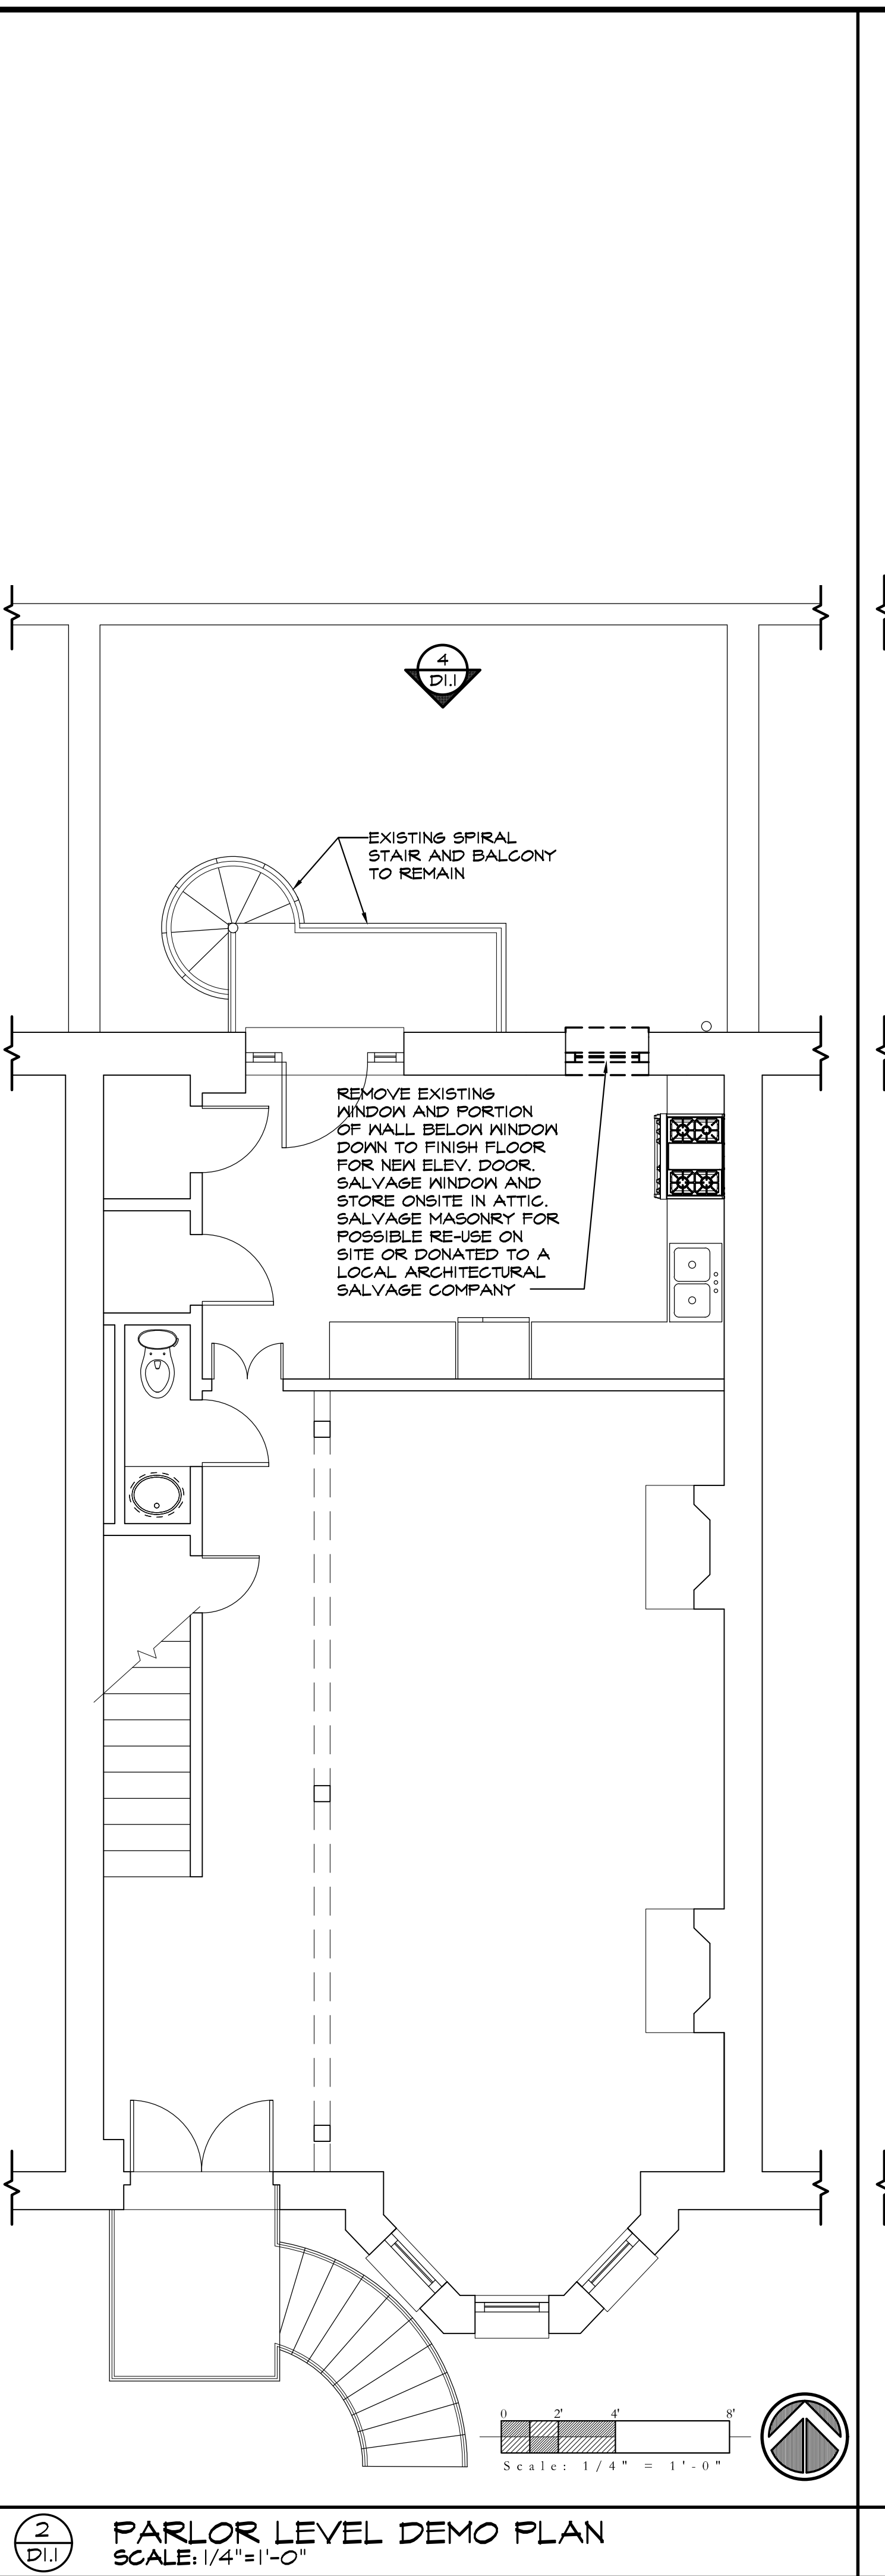 4
D1.1
EXISTING SPIRAL
STAIR AND BALCONY
TO REMAIN
REMOVE EXISTING
WINDOW AND PORTION
OF WALL BELOW WINDOW
DOWN TO FINISH FLOOR
FOR NEW ELEV. DOOR.
SALVAGE WINDOW AND
STORE ONSITE IN ATTIC.
SALVAGE MASONRY FOR
POSSIBLE RE-USE ON
SITE OR DONATED TO A
LOCAL ARCHITECTURAL
SALVAGE COMPANY
0 2' 4' 8'
Scale: 1/4" = 1'-0"
2
D1.1
PARLOR LEVEL DEMO PLAN
SCALE: 1/4"=1'-0"